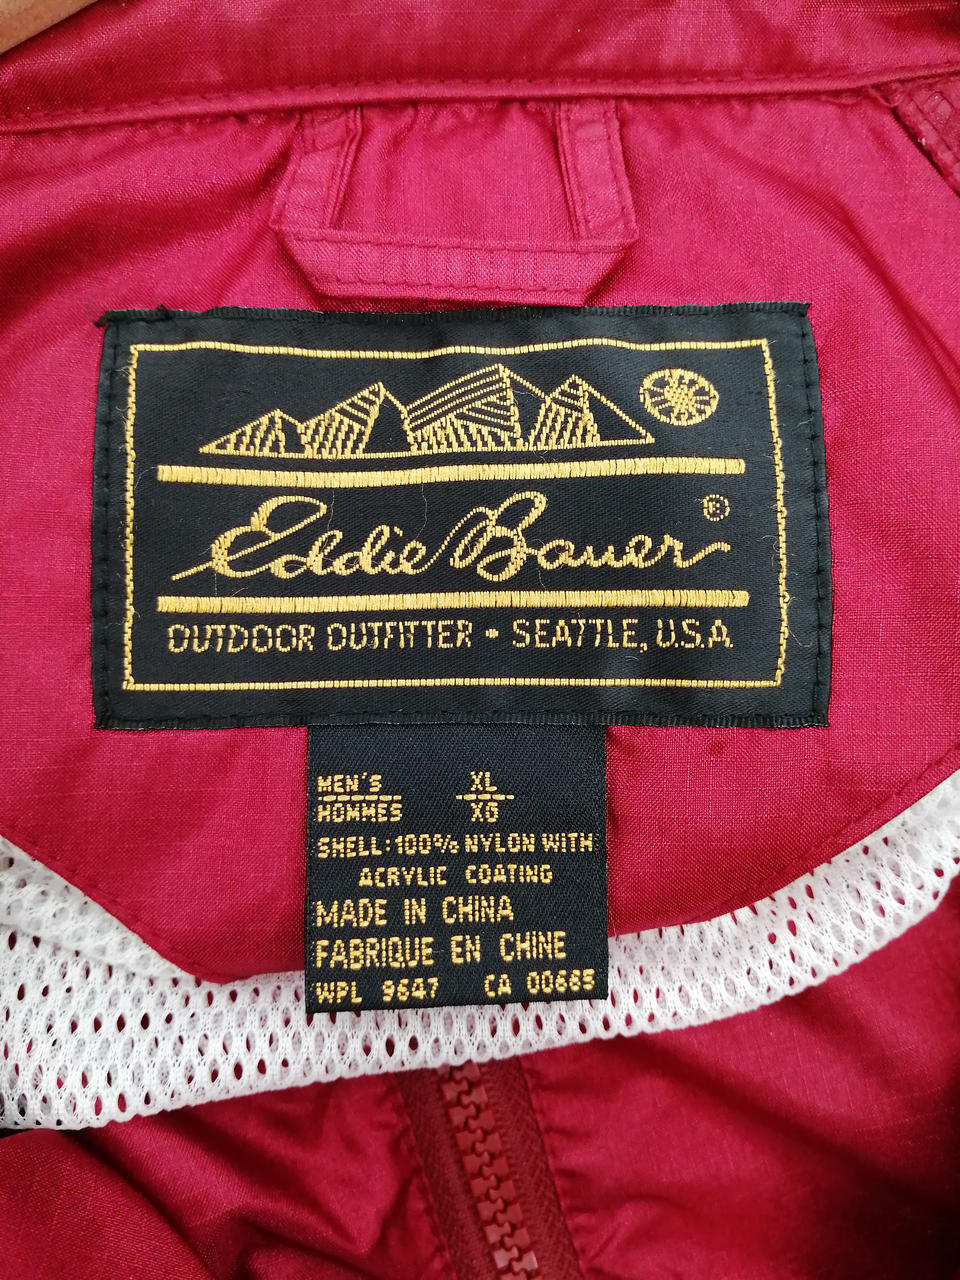 Eddie Bauer ®
OUTDOOR OUTFITTER • SEATTLE, U.S.A.
MEN'S XL
HOMMES XG
SHELL: 100% NYLON WITH
ACRYLIC COATING
MADE IN CHINA
FABRIQUE EN CHINE
WPL 9647 CA 00665